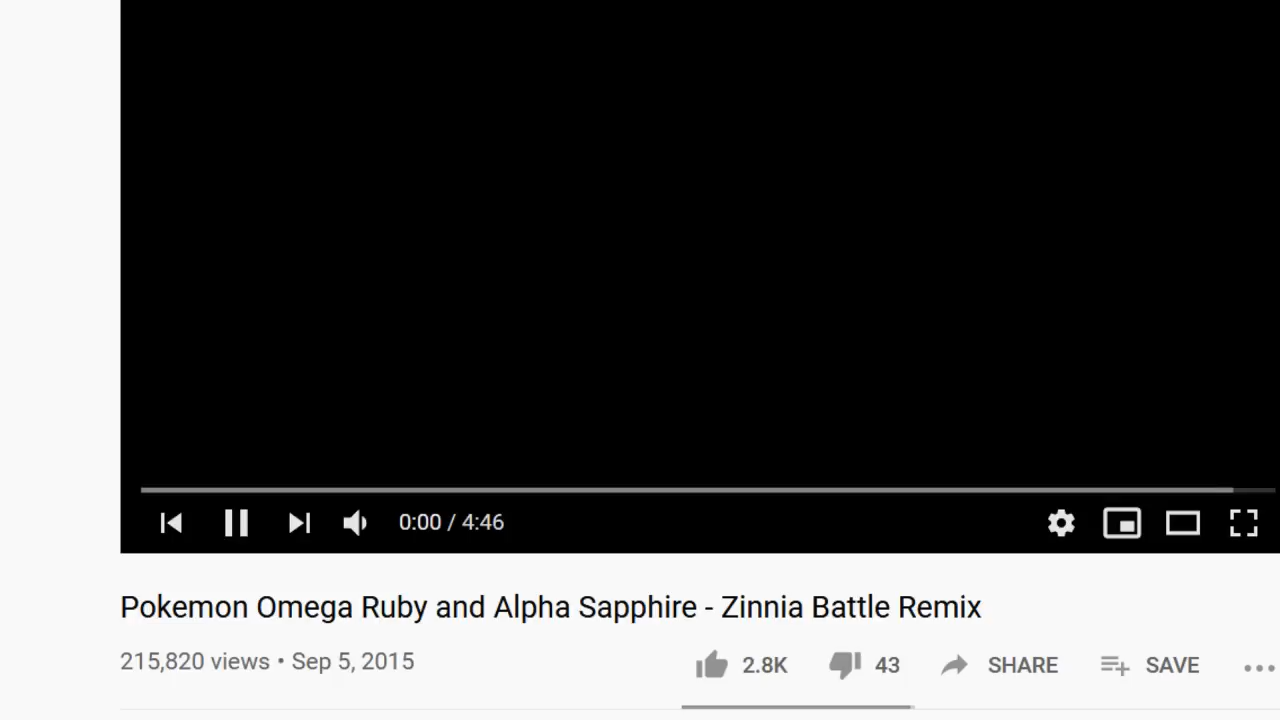 0:00 / 4:46
Pokemon Omega Ruby and Alpha Sapphire - Zinnia Battle Remix
215,820 views • Sep 5, 2015
2.8K 43 SHARE SAVE